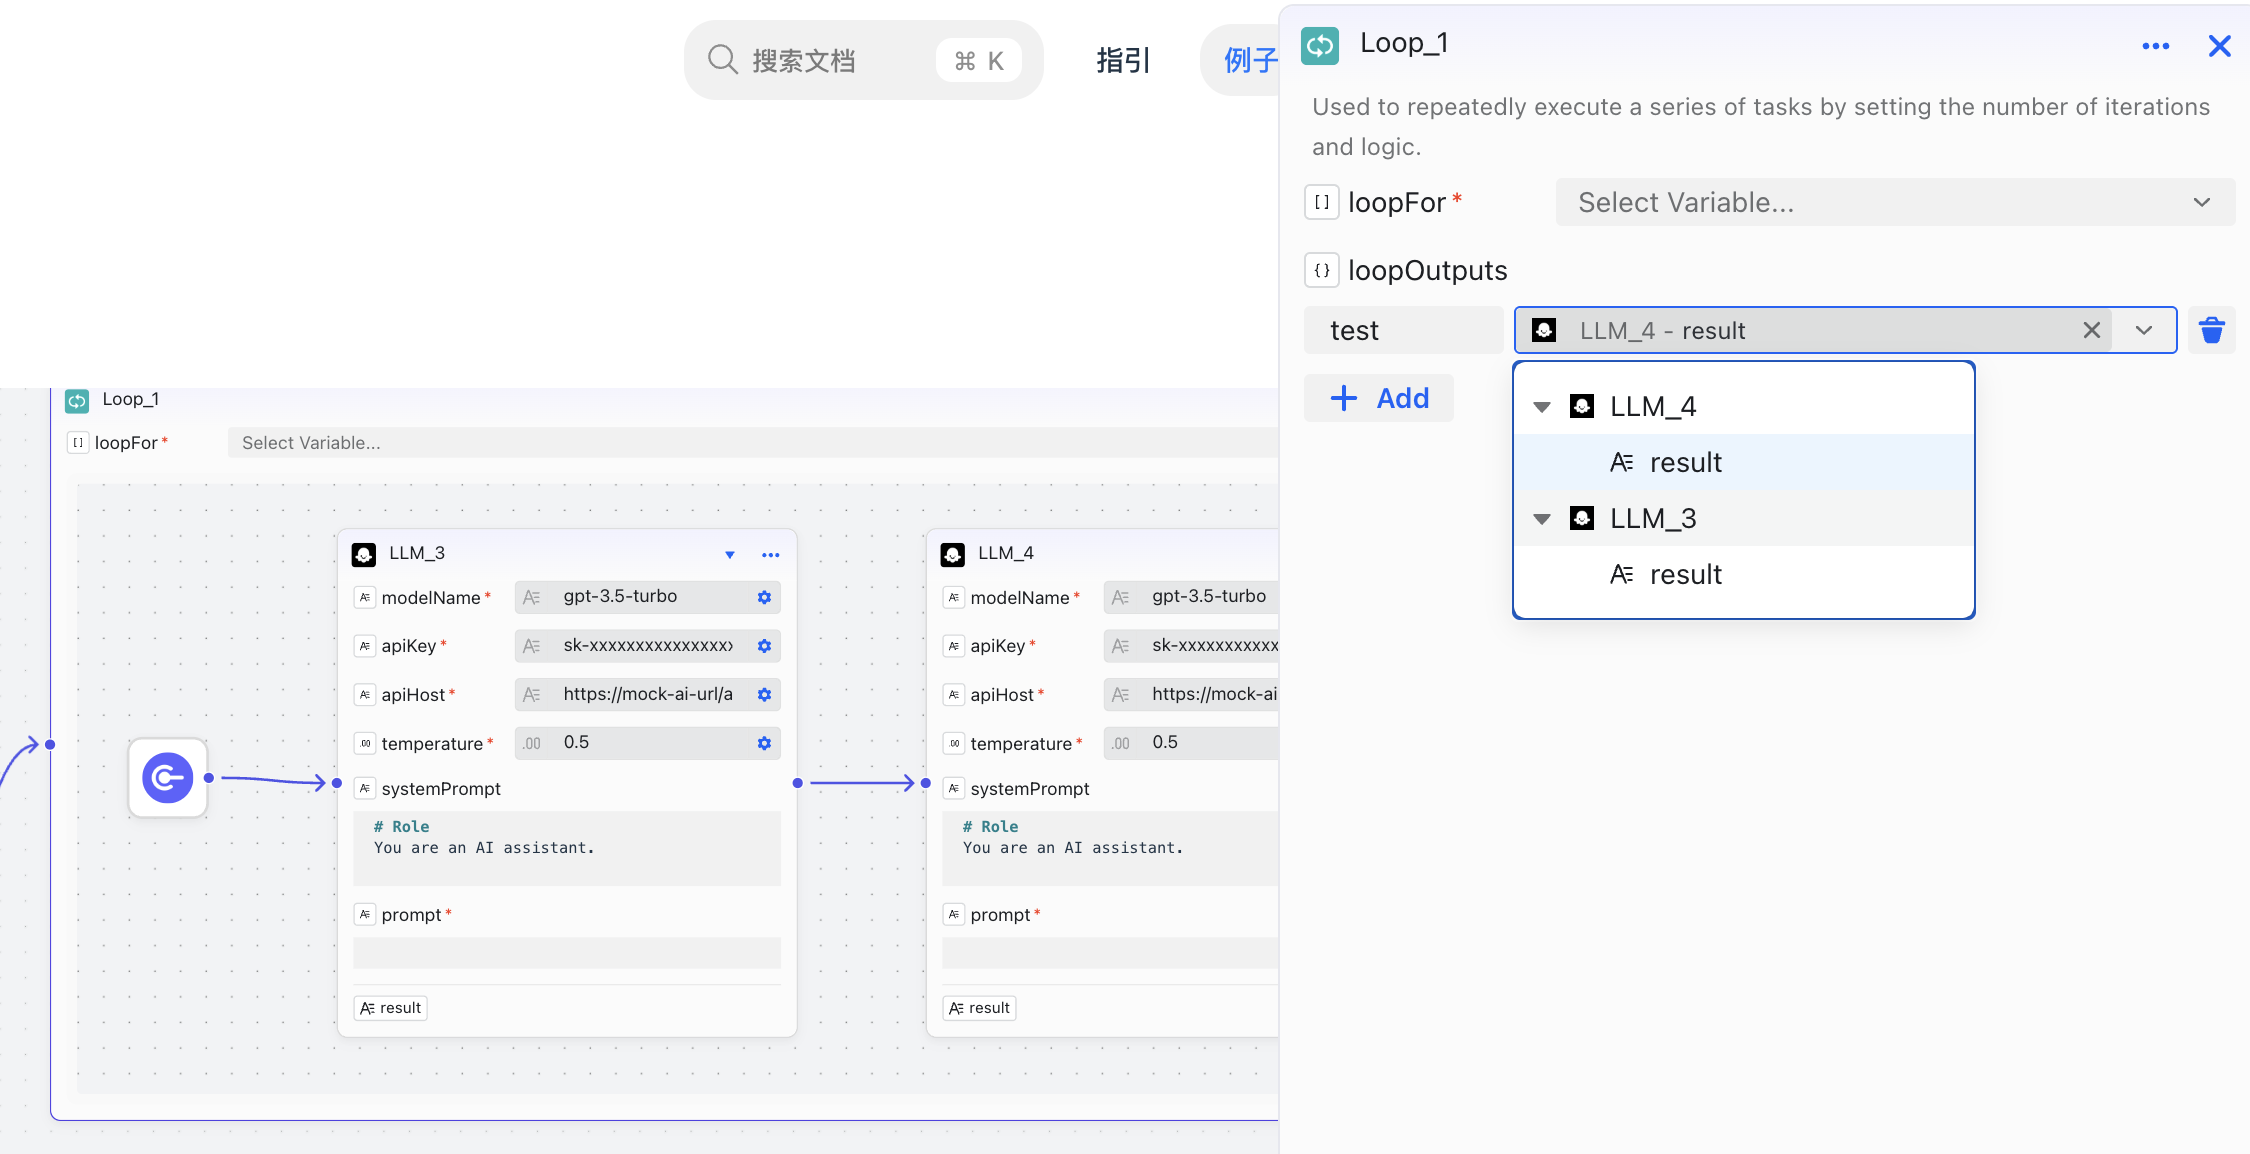 搜索文档 ⌘ K
指引
例子
Loop_1
Used to repeatedly execute a series of tasks by setting the number of iterations
and logic.
[] loopFor * Select Variable...
{} loopOutputs
test LLM_4 - result
+ Add
LLM_4
result
LLM_3
result
Loop_1
[] loopFor * Select Variable...
LLM_3
modelName * gpt-3.5-turbo
apiKey * sk-xxxxxxxxxxxxxxxx
apiHost * https://mock-ai-url/a
.00 temperature * .00 0.5
systemPrompt
# Role
You are an AI assistant.
prompt *
result
LLM_4
modelName * gpt-3.5-turbo
apiKey * sk-xxxxxxxxxxx
apiHost * https://mock-ai
.00 temperature * .00 0.5
systemPrompt
# Role
You are an AI assistant.
prompt *
result